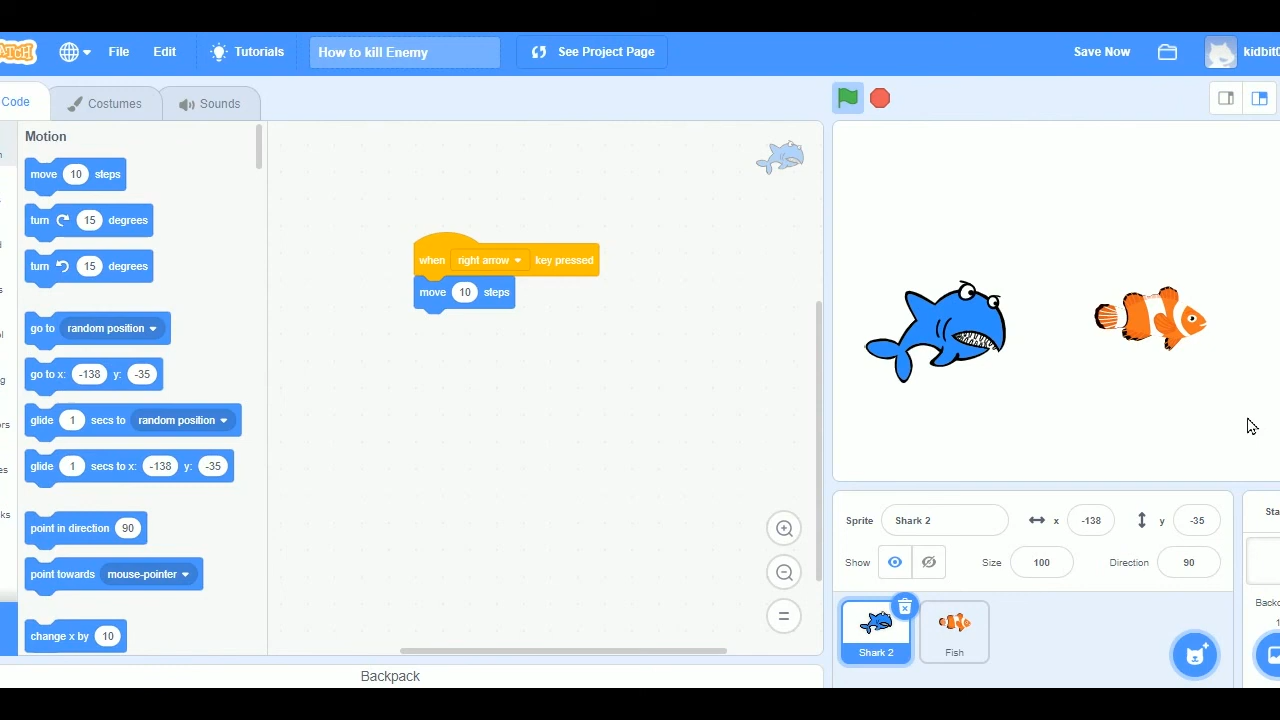 File Edit Tutorials How to kill Enemy See Project Page Save Now
Code Costumes Sounds
Motion
move 10 steps
turn 15 degrees
turn 15 degrees
go to random position
go to x: -138 y: -35
glide 1 secs to random position
glide 1 secs to x: -138 y: -35
point in direction 90
point towards mouse-pointer
change x by 10
when right arrow key pressed
move 10 steps
Sprite Shark 2 x -138 y -35
Show Size 100 Direction 90
Shark 2 Fish
Backpack